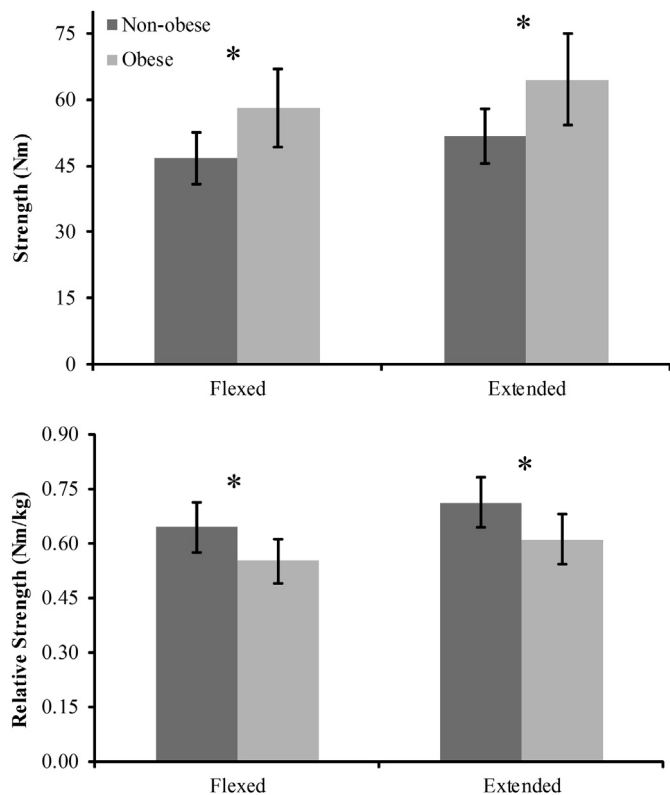 Non-obese
Obese
Strength (Nm)
75
60
45
30
15
0
*
*
Flexed
Extended
Relative Strength (Nm/kg)
0.90
0.75
0.60
0.45
0.30
0.15
0.00
*
*
Flexed
Extended